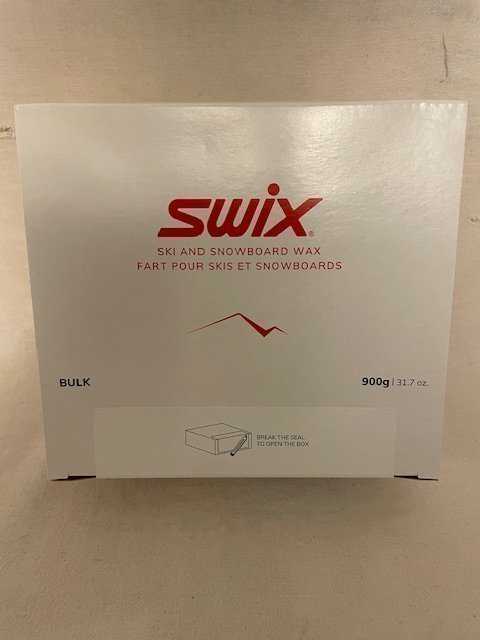 SWIX®
SKI AND SNOWBOARD WAX
FART POUR SKIS ET SNOWBOARDS
BULK
900g | 31.7 oz.
BREAK THE SEAL
TO OPEN THE BOX